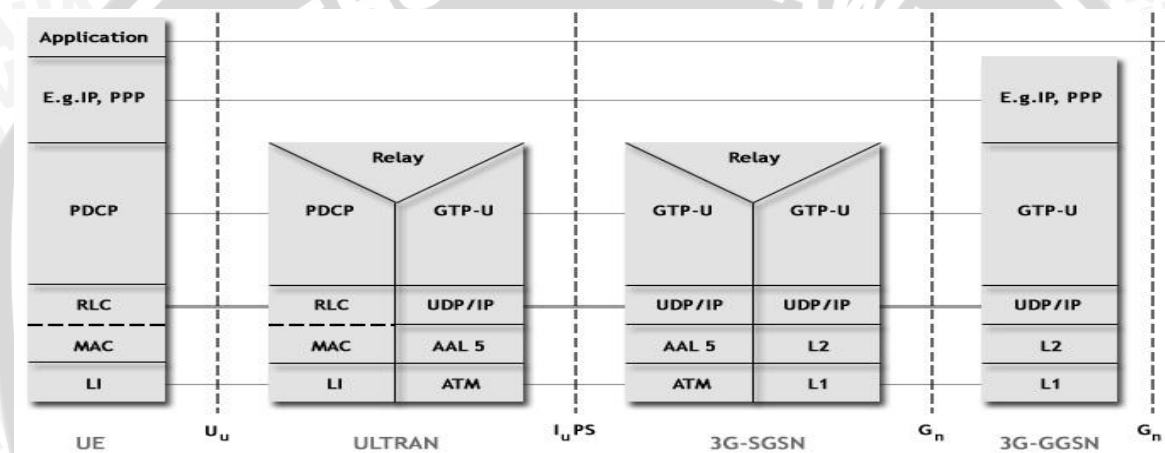 Application
E.g.IP, PPP
E.g.IP, PPP
Relay
Relay
PDCP
PDCP
GTP-U
GTP-U
GTP-U
GTP-U
RLC
RLC
UDP/IP
UDP/IP
UDP/IP
UDP/IP
MAC
MAC
AAL 5
AAL 5
L2
L2
LI
LI
ATM
ATM
L1
L1
UE
Uu
ULTRAN
IuPS
3G-SGSN
Gn
3G-GGSN
Gn